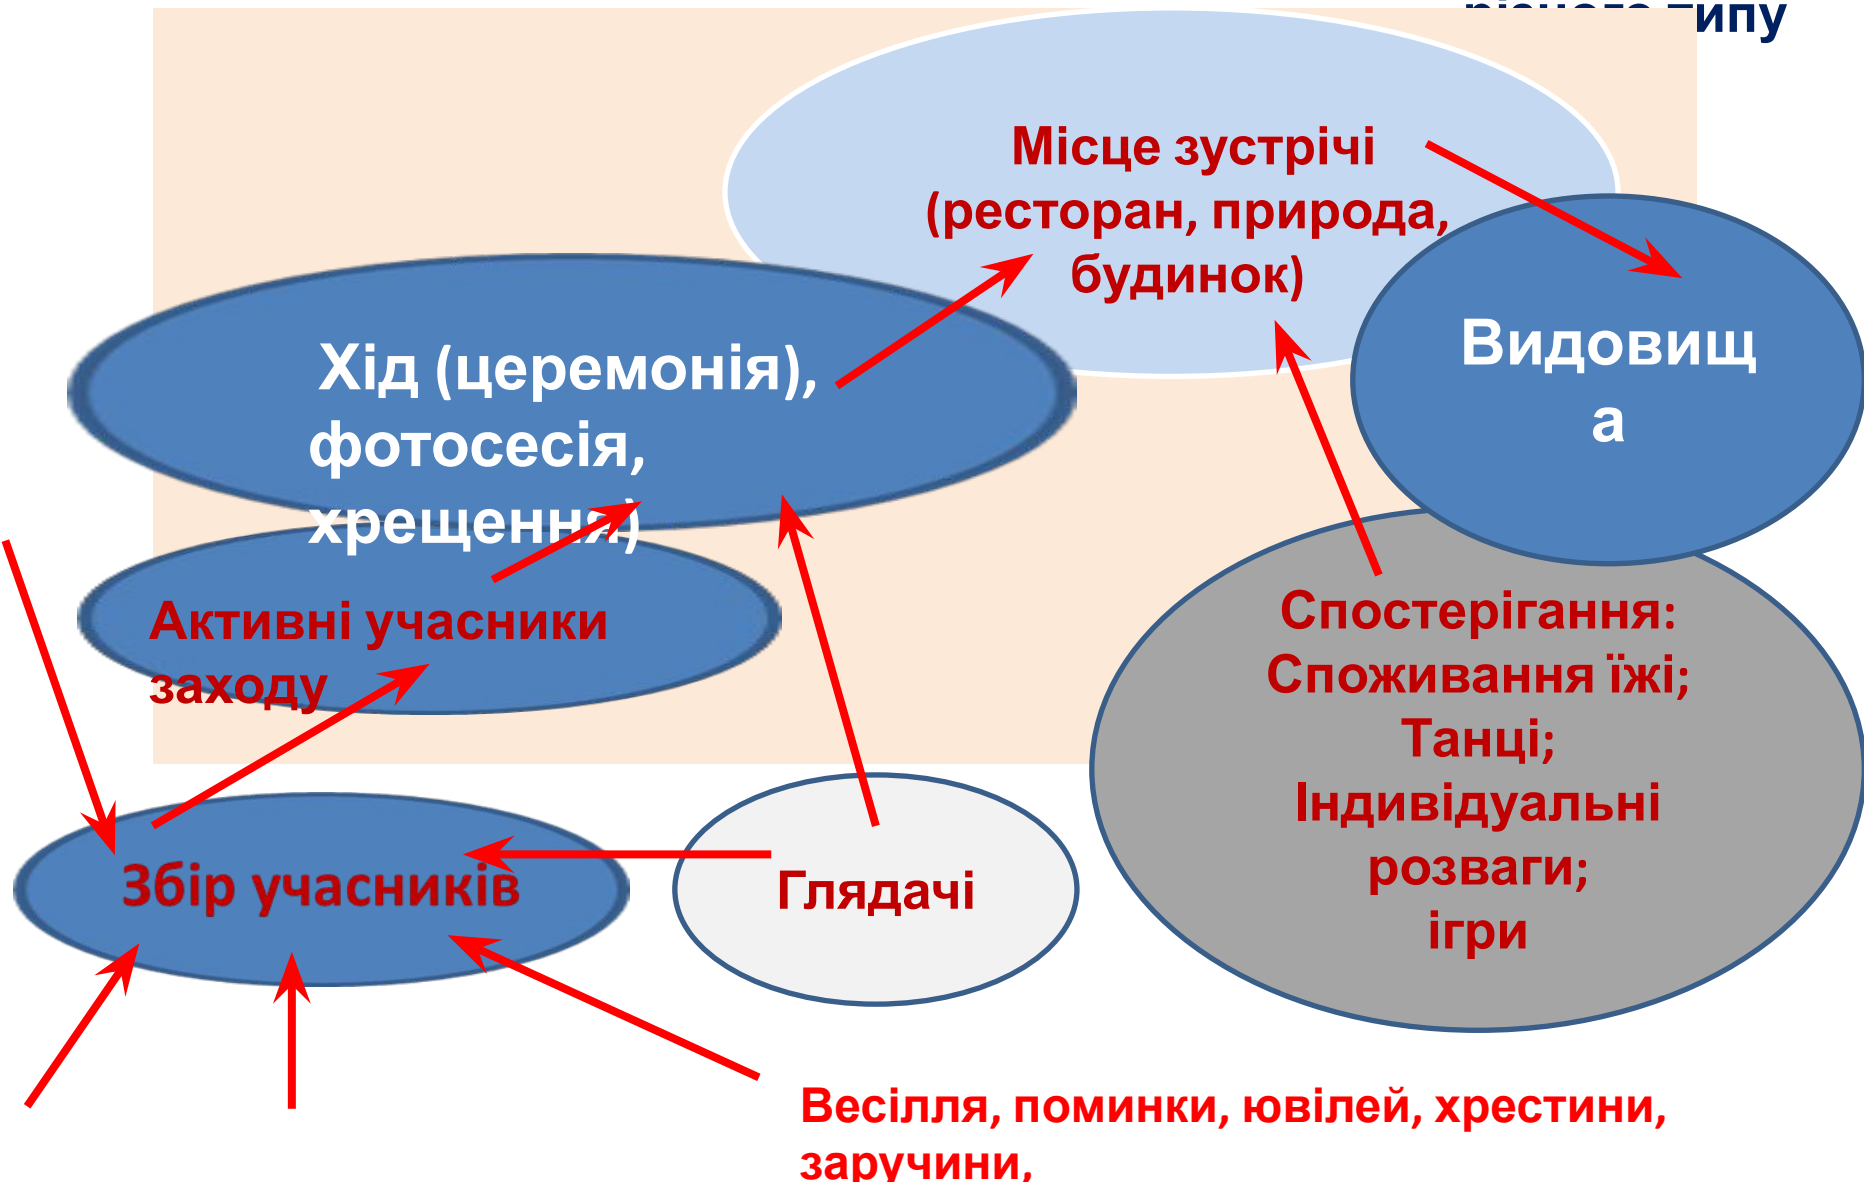 типу
Місце зустрічі
(ресторан, природа,
будинок)
Видовищ
а
Хід (церемонія),
фотосесія,
хрещення)
Активні учасники
заходу
Спостерігання:
Споживання їжі;
Танці;
Індивідуальні
розваги;
ігри
Збір учасників
Глядачі
Весілля, поминки, ювілей, хрестини,
заручини,